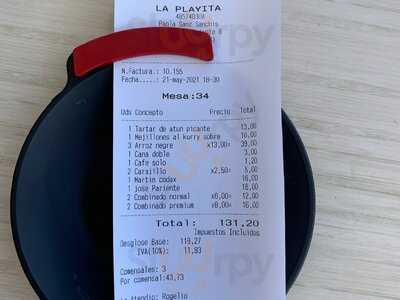 LA PLAYITA
Paola Sanz Sanchis
N.Factura.: 10.155
Fecha.....: 21-may-2021 18-30
Mesa:34
Uds Concepto Precio Total
1 Tartar de atun picante 13,00
1 Mejillones al kurry sobre 10,00
3 Arroz negre x13,00= 39,00
1 Cana doble 3,00
1 Cafe solo 1,20
2 Carajillo x2,50= 5,00
1 Martin codax 16,00
1 jose Pariente 18,00
2 Combinado normal x6,00= 12,00
2 Combinado premium x8,00= 16,00
Total: 131,20
Impuestos Incluidos
Desglose Base: 119,27
IVA(10%): 11,93
Comensales: 3
Por comensal:43,73
Le Atendio: Rogelio